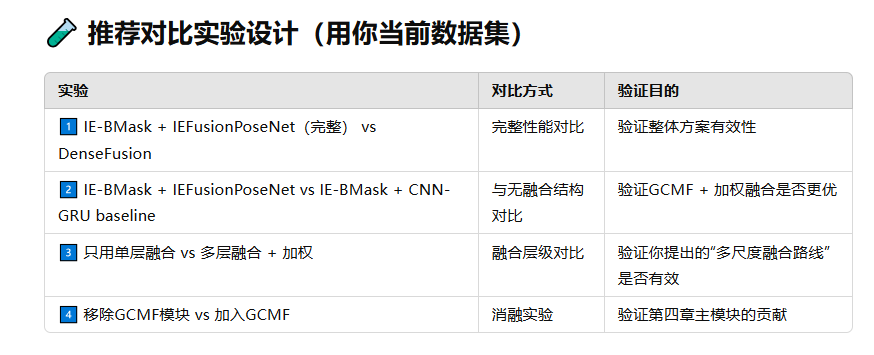 🧪 推荐对比实验设计（用你当前数据集）
实验 对比方式 验证目的
1️⃣ IE-BMask + IEFusionPoseNet（完整） vs DenseFusion 完整性能对比 验证整体方案有效性
2️⃣ IE-BMask + IEFusionPoseNet vs IE-BMask + CNN-GRU baseline 与无融合结构对比 验证GCMF + 加权融合是否更优
3️⃣ 只用单层融合 vs 多层融合 + 加权 融合层级对比 验证你提出的“多尺度融合路线”是否有效
4️⃣ 移除GCMF模块 vs 加入GCMF 消融实验 验证第四章主模块的贡献